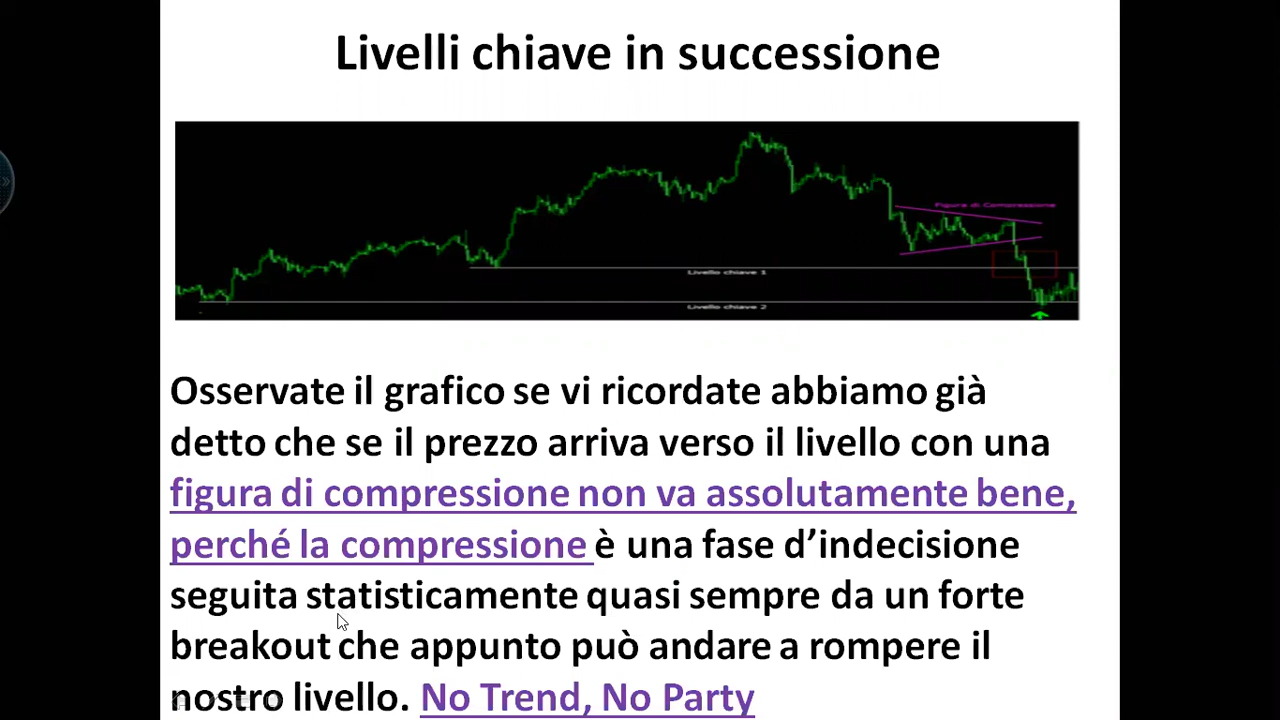 Livelli chiave in successione
Figura di Compressione
Livello chiave 1
Livello chiave 2
Osservate il grafico se vi ricordate abbiamo già
detto che se il prezzo arriva verso il livello con una
figura di compressione non va assolutamente bene,
perché la compressione è una fase d’indecisione
seguita statisticamente quasi sempre da un forte
breakout che appunto può andare a rompere il
nostro livello. No Trend, No Party